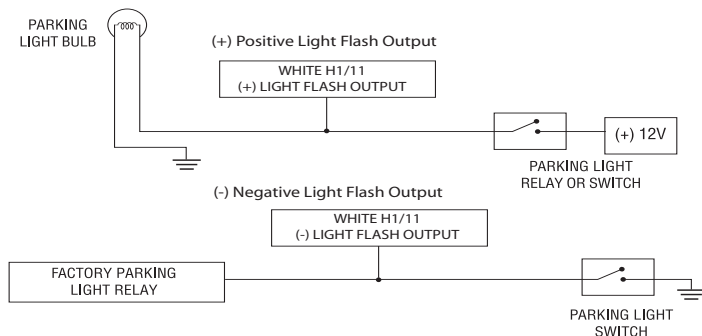 PARKING
LIGHT BULB
(+) Positive Light Flash Output
WHITE H1/11
(+) LIGHT FLASH OUTPUT
(+) 12V
PARKING LIGHT
RELAY OR SWITCH
(-) Negative Light Flash Output
WHITE H1/11
(-) LIGHT FLASH OUTPUT
FACTORY PARKING
LIGHT RELAY
PARKING LIGHT
SWITCH